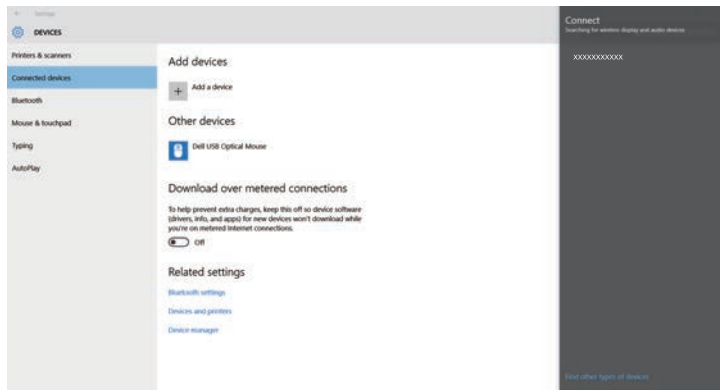 Settings
DEVICES
Printers & scanners
Connected devices
Bluetooth
Mouse & touchpad
Typing
AutoPlay
Add devices
Add a device
Other devices
Dell USB Optical Mouse
Download over metered connections
To help prevent extra charges, keep this off so device software
(drivers, info, and apps) for new devices won't download while
you're on metered Internet connections.
Off
Related settings
Bluetooth settings
Devices and printers
Device manager
Connect
Searching for wireless display and audio devices
xxxxxxxxxxx
Find other types of devices